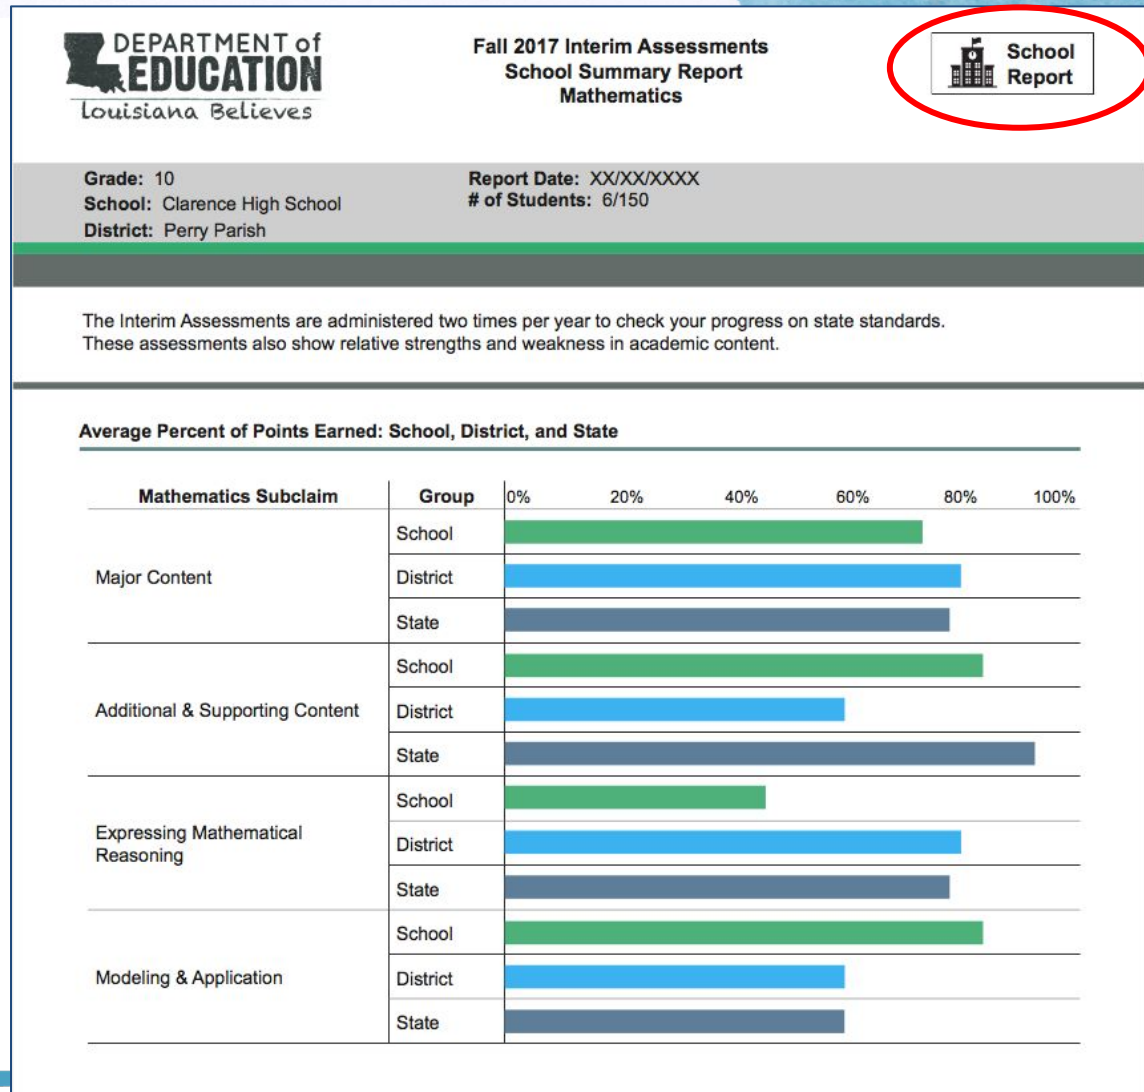 DEPARTMENT of
EDUCATION
Louisiana Believes
Fall 2017 Interim Assessments
School Summary Report
Mathematics
School
Report
Grade: 10
School: Clarence High School
District: Perry Parish
Report Date: XX/XX/XXXX
# of Students: 6/150
The Interim Assessments are administered two times per year to check your progress on state standards.
These assessments also show relative strengths and weakness in academic content.
Average Percent of Points Earned: School, District, and State
Mathematics Subclaim Group 0% 20% 40% 60% 80% 100%
Major Content
School
District
State
Additional & Supporting Content
School
District
State
Expressing Mathematical
Reasoning
School
District
State
Modeling & Application
School
District
State